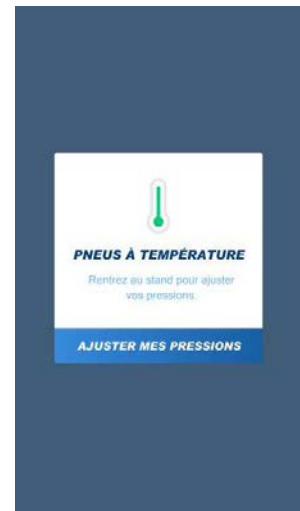 PNEUS À TEMPÉRATURE
Rentrez au stand pour ajuster
vos pressions.
AJUSTER MES PRESSIONS